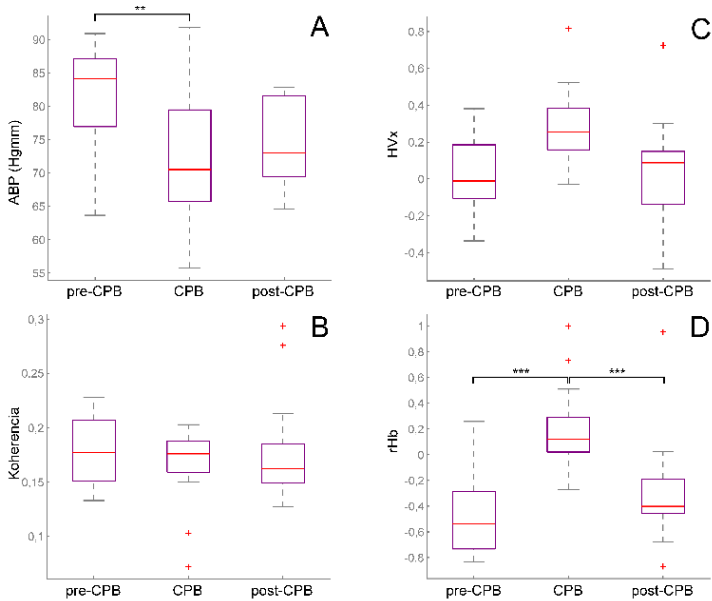 A
**
ABP (Hgmm)
90
85
80
75
70
65
60
55
pre-CPB CPB post-CPB
C
HVx
0,8
0,6
0,4
0,2
0
-0,2
-0,4
pre-CPB CPB post-CPB
B
Koherencia
0,3
0,25
0,2
0,15
0,1
pre-CPB CPB post-CPB
D
*** ***
rHb
1
0,8
0,6
0,4
0,2
0
-0,2
-0,4
-0,6
-0,8
pre-CPB CPB post-CPB